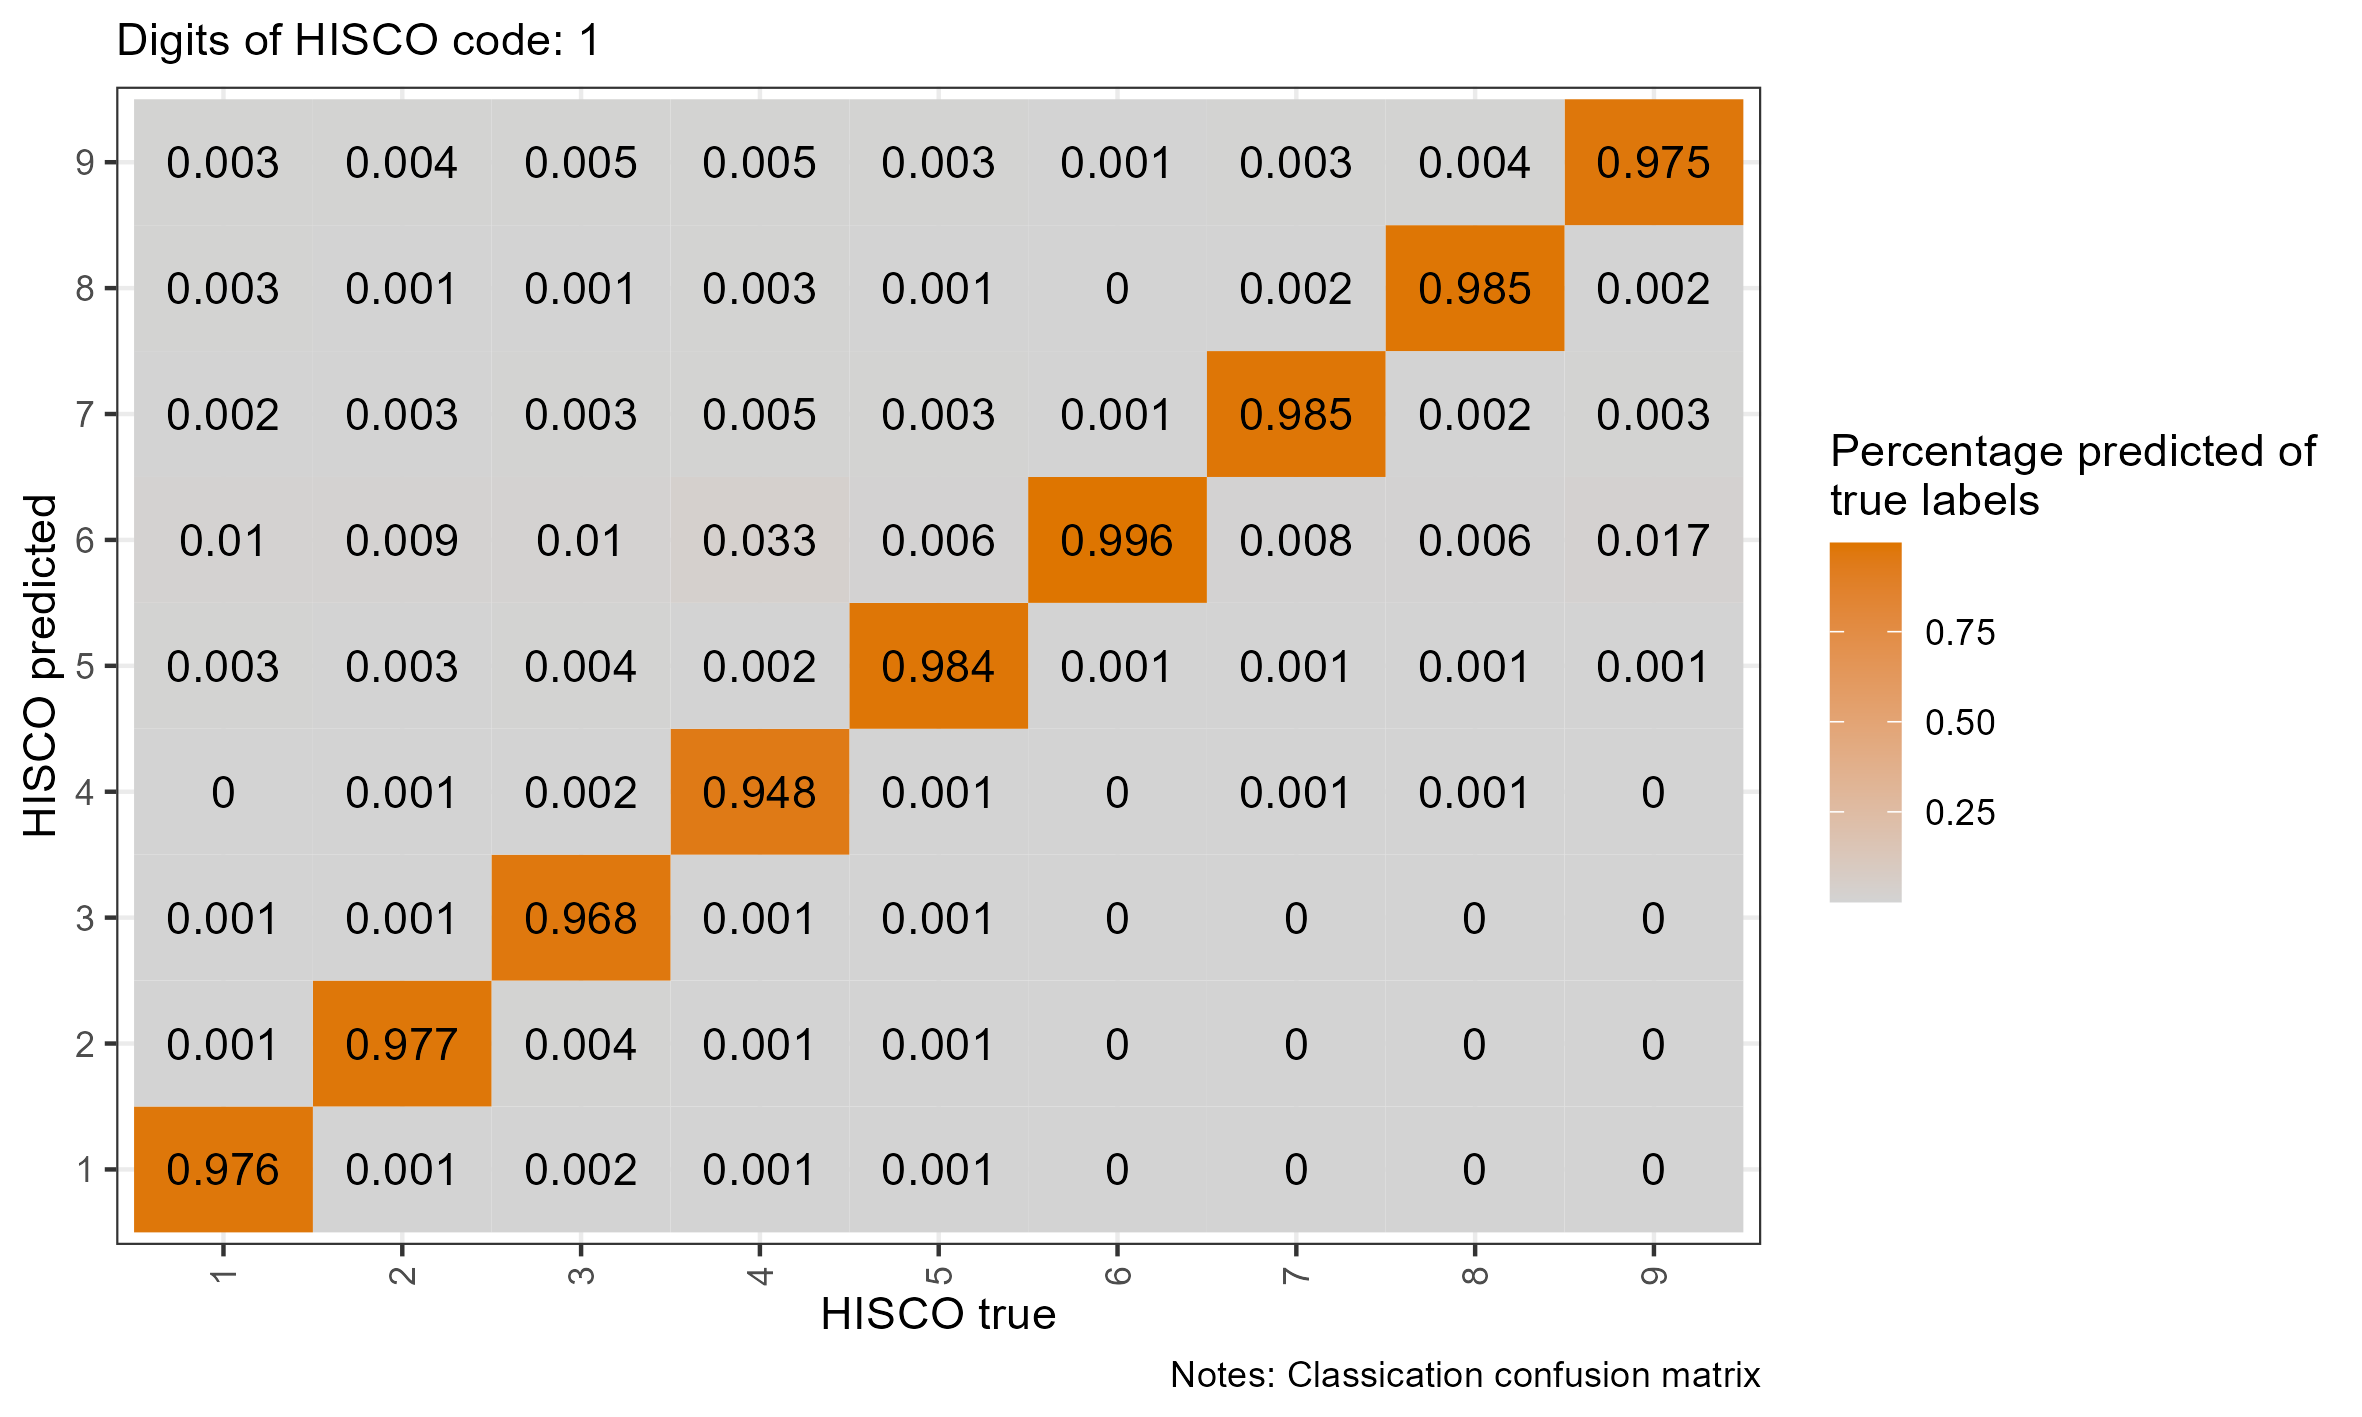 Digits of HISCO code: 1
HISCO predicted
9 0.003 0.004 0.005 0.005 0.003 0.001 0.003 0.004 0.975
8 0.003 0.001 0.001 0.003 0.001 0 0.002 0.985 0.002
7 0.002 0.003 0.003 0.005 0.003 0.001 0.985 0.002 0.003
6 0.01 0.009 0.01 0.033 0.006 0.996 0.008 0.006 0.017
5 0.003 0.003 0.004 0.002 0.984 0.001 0.001 0.001 0.001
4 0 0.001 0.002 0.948 0.001 0 0.001 0.001 0
3 0.001 0.001 0.968 0.001 0.001 0 0 0 0
2 0.001 0.977 0.004 0.001 0.001 0 0 0 0
1 0.976 0.001 0.002 0.001 0.001 0 0 0 0
1 2 3 4 5 6 7 8 9
HISCO true
Percentage predicted of
true labels
0.75
0.50
0.25
Notes: Classication confusion matrix